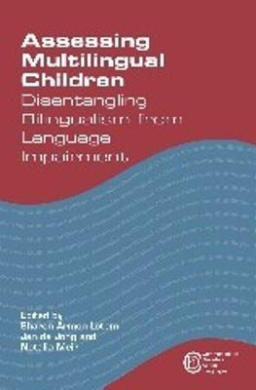 Assessing
Multilingual
Children
Disentangling
Bilingualism from
Language
Impairment
Edited by
Sharon Armon-Lotem
Jan de Jong and
Natalia Meir